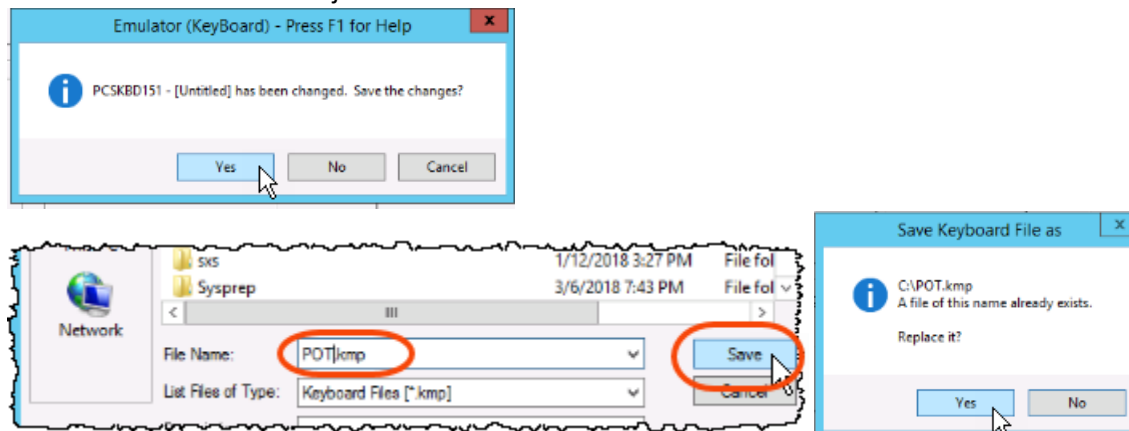 Emulator (KeyBoard) - Press F1 for Help
x
PCSKBD151 - [Untitled] has been changed. Save the changes?
Yes No Cancel
sxs 1/12/2018 3:27 PM File fol
Sysprep 3/6/2018 7:43 PM File fol
Network
File Name: POT.kmp Save
List Files of Type: Keyboard Files [*.kmp] Cancel
Save Keyboard File as x
C:\POT.kmp
A file of this name already exists.
Replace it?
Yes No